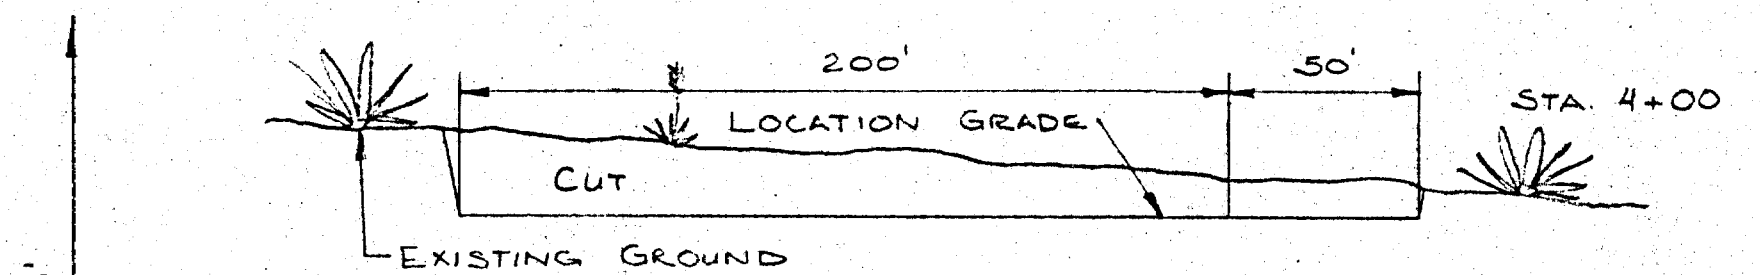 200' 50'
STA. 4+00
LOCATION GRADE
CUT
EXISTING GROUND